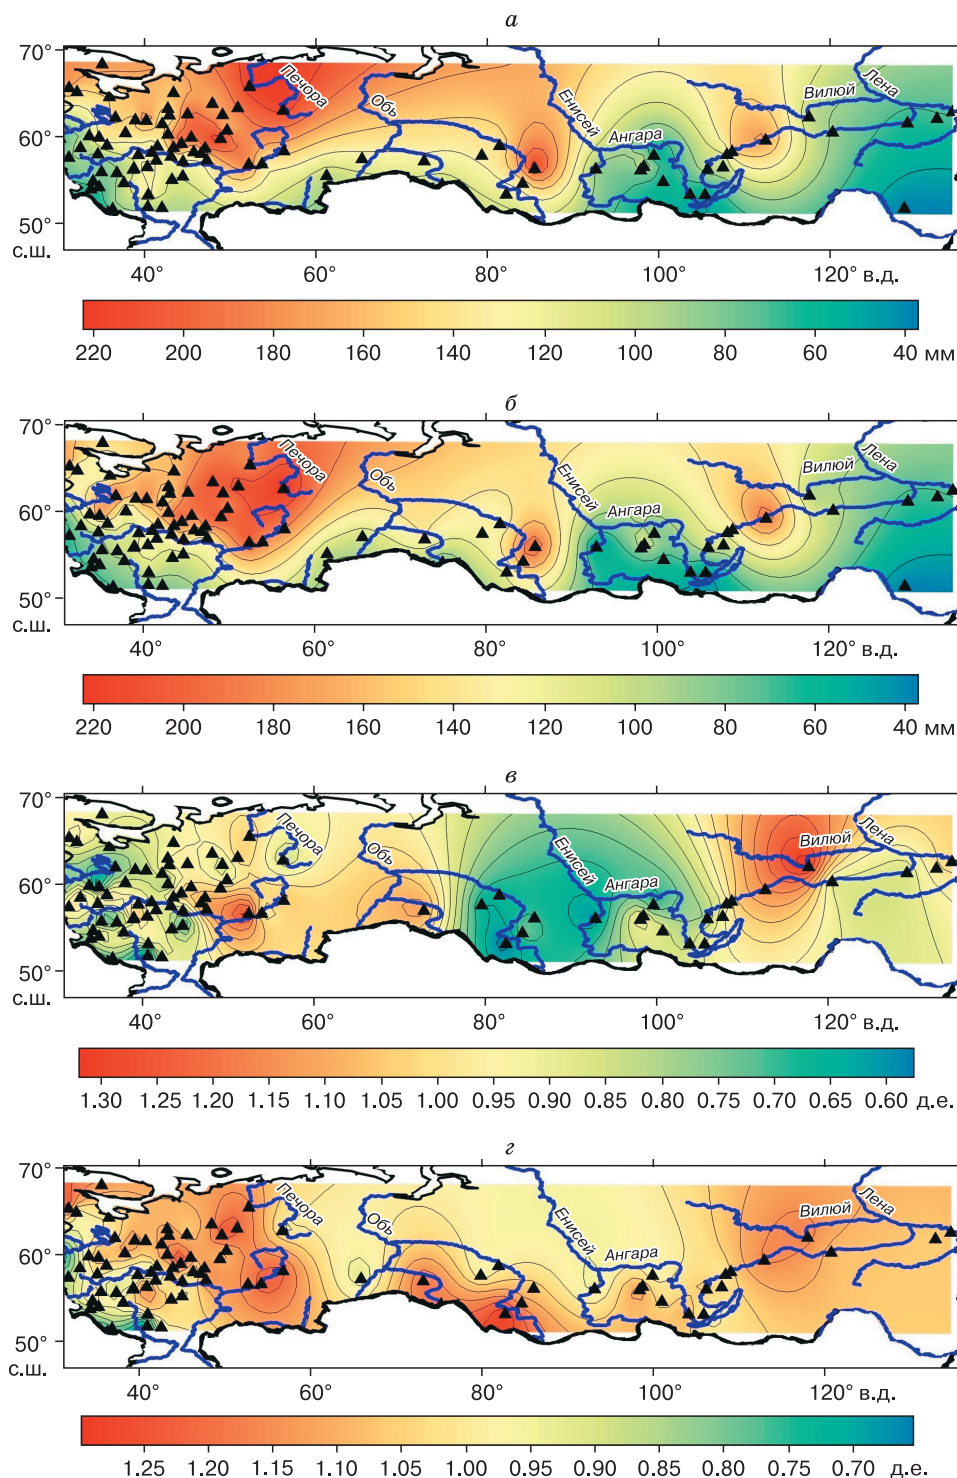 а
70°
60°
50°
с.ш.
Печора
Обь
Енисей
Ангара
Вилюй
Лена
40° 60° 80° 100° 120° в.д.
220 200 180 160 140 120 100 80 60 40 мм
б
70°
60°
50°
с.ш.
Печора
Обь
Енисей
Ангара
Вилюй
Лена
40° 60° 80° 100° 120° в.д.
220 200 180 160 140 120 100 80 60 40 мм
в
70°
60°
50°
с.ш.
Печора
Обь
Енисей
Ангара
Вилюй
Лена
40° 60° 80° 100° 120° в.д.
1.30 1.25 1.20 1.15 1.10 1.05 1.00 0.95 0.90 0.85 0.80 0.75 0.70 0.65 0.60 д.е.
г
70°
60°
50°
с.ш.
Печора
Обь
Енисей
Ангара
Вилюй
Лена
40° 60° 80° 100° 120° в.д.
1.25 1.20 1.15 1.10 1.05 1.00 0.95 0.90 0.85 0.80 0.75 0.70 д.е.